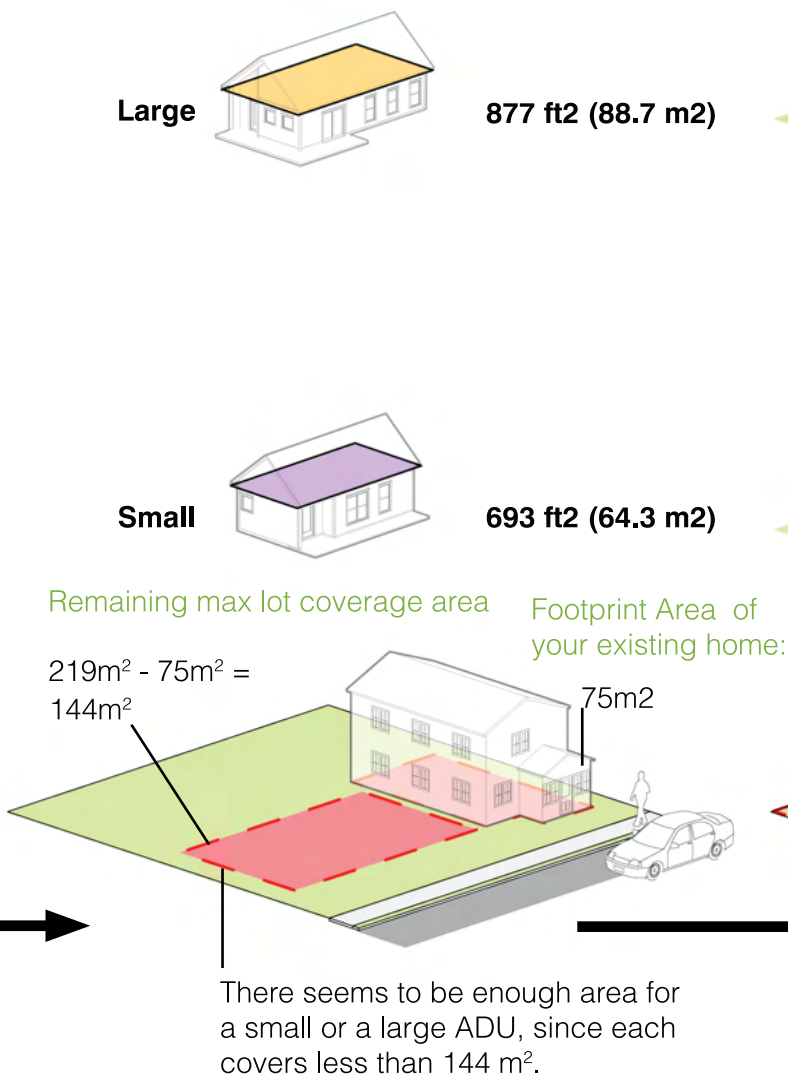 Large
877 ft2 (88.7 m2)
Small
693 ft2 (64.3 m2)
Remaining max lot coverage area
219m² - 75m² =
144m²
Footprint Area of
your existing home:
75m2
There seems to be enough area for
a small or a large ADU, since each
covers less than 144 m².